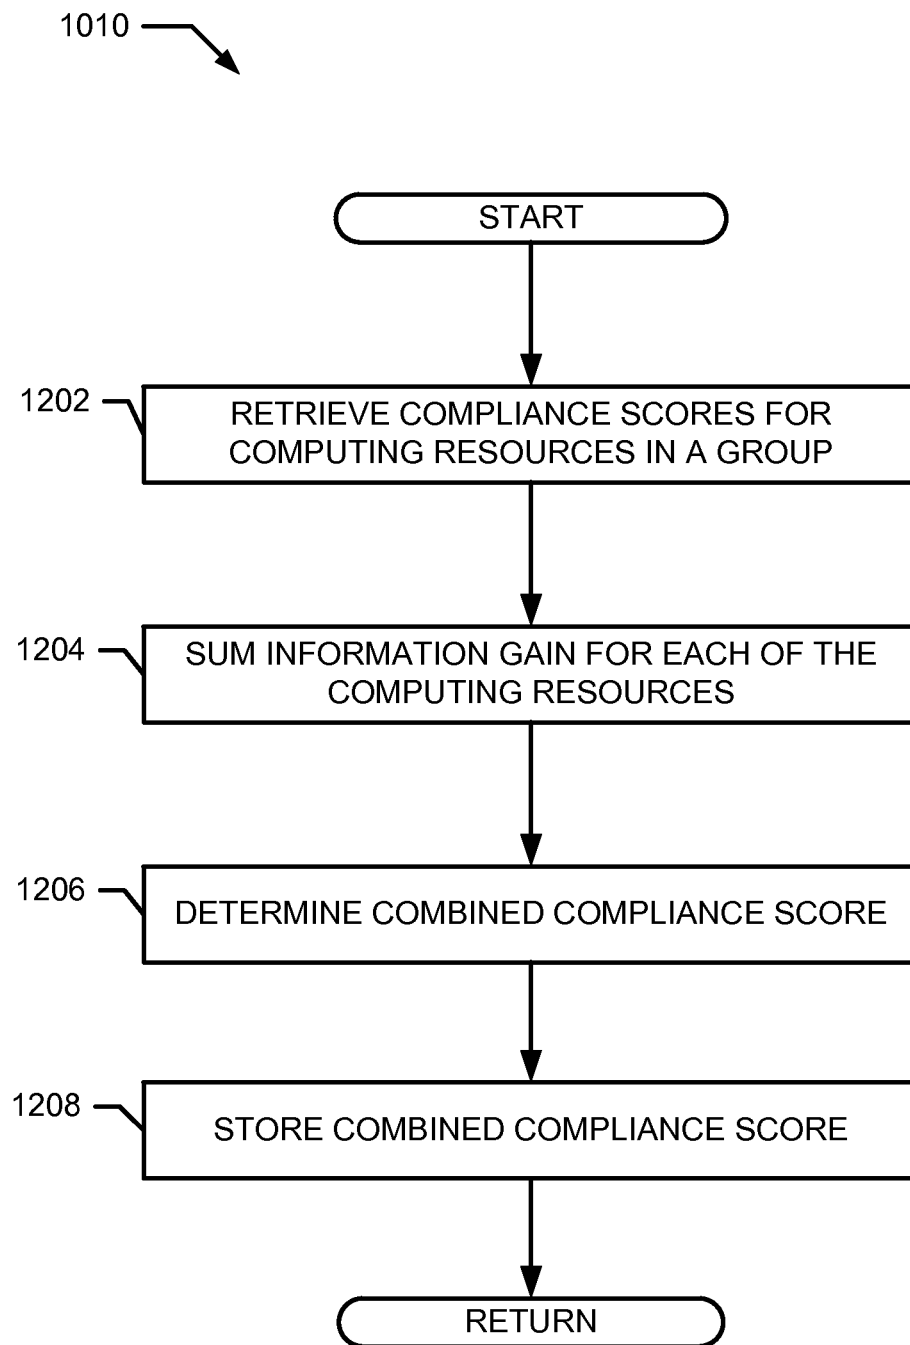 1010
START
1202
RETRIEVE COMPLIANCE SCORES FOR
COMPUTING RESOURCES IN A GROUP
1204
SUM INFORMATION GAIN FOR EACH OF THE
COMPUTING RESOURCES
1206
DETERMINE COMBINED COMPLIANCE SCORE
1208
STORE COMBINED COMPLIANCE SCORE
RETURN